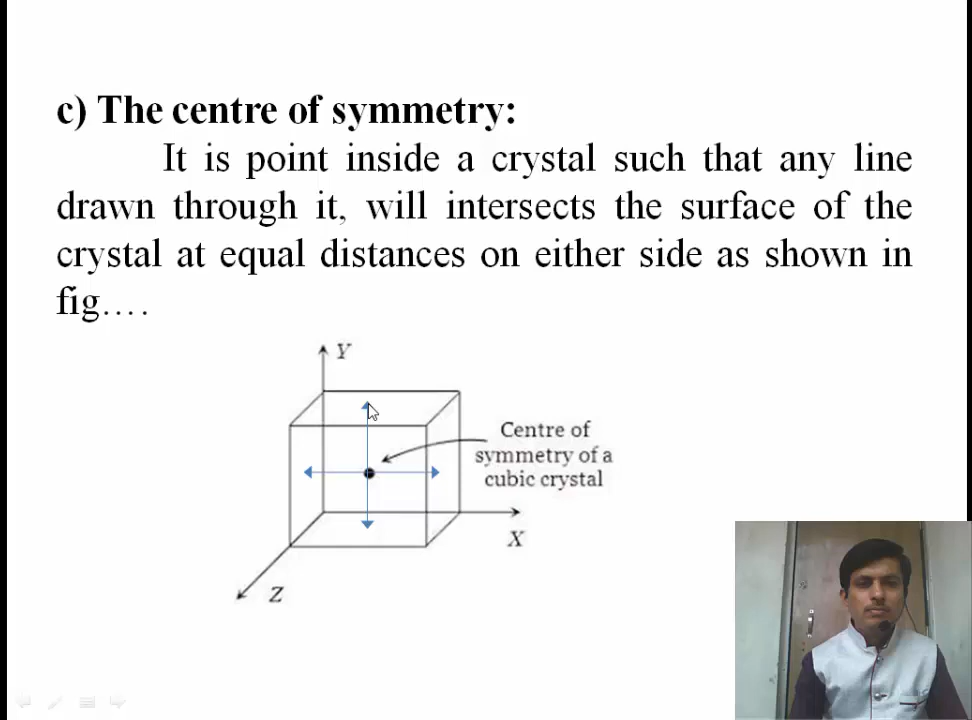 c) The centre of symmetry:
It is point inside a crystal such that any line
drawn through it, will intersects the surface of the
crystal at equal distances on either side as shown in
fig....
Y
Centre of
symmetry of a
cubic crystal
X
Z